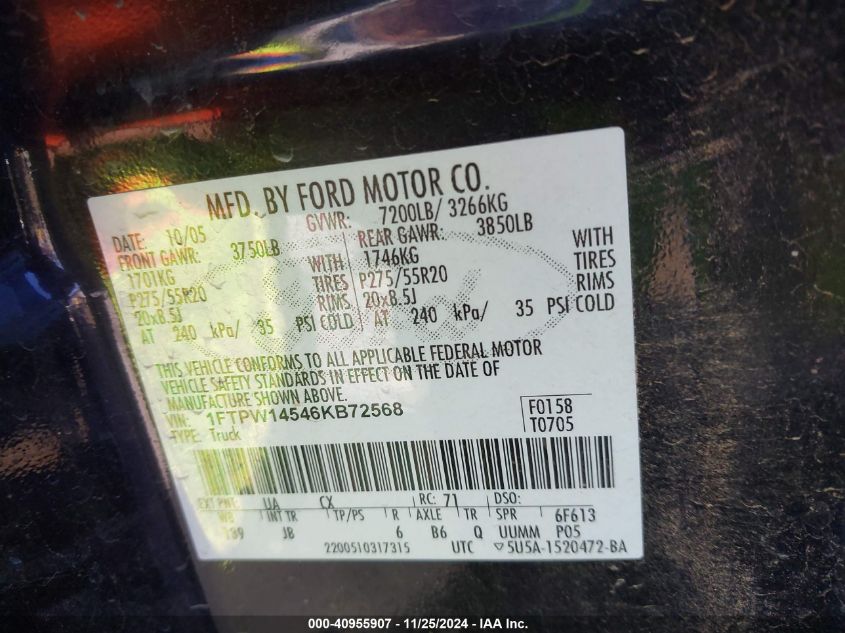 MFD. BY FORD MOTOR CO.
DATE: 10/05 GVWR: 7200LB/ 3266KG
FRONT GAWR: 3750LB REAR GAWR: 3850LB
1701KG WITH 1746KG WITH
P275/55R20 TIRES P275/55R20 TIRES
20x8.5J RIMS 20x8.5J RIMS
AT 240 kPa/ 35 PSI COLD AT 240 kPa/ 35 PSI COLD
THIS VEHICLE CONFORMS TO ALL APPLICABLE FEDERAL MOTOR
VEHICLE SAFETY STANDARDS IN EFFECT ON THE DATE OF
MANUFACTURE SHOWN ABOVE.
VIN: 1FTPW14546KB72568 F0158
TYPE: Truck T0705
EXT PNT: UA CX RC: 71 DSO:
WB INT TR TP/PS R AXLE TR SPR 6F613
139 JB 6 B6 Q UUMM P05
2200510317315 UTC ▽5U5A-1520472-BA
000-40955907 - 11/25/2024 - IAA Inc.